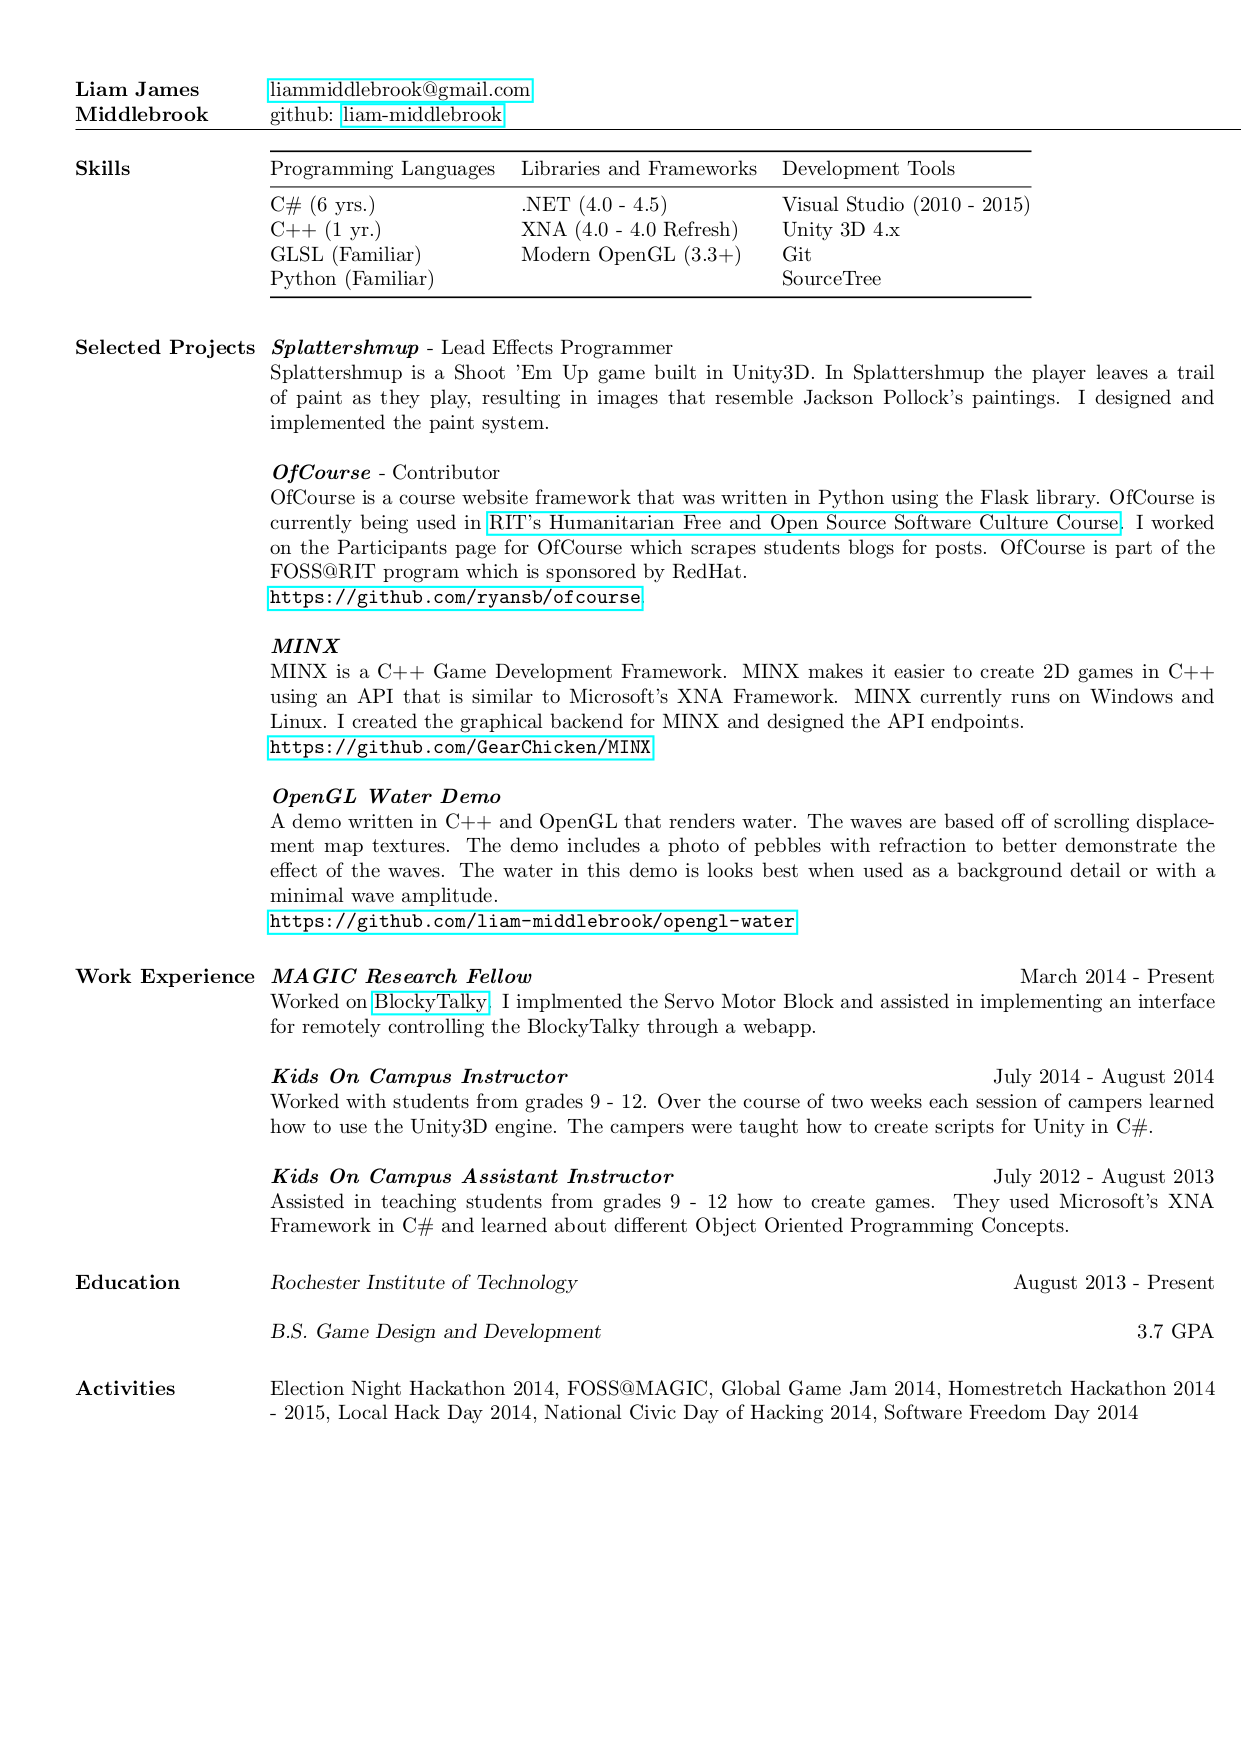 Liam James liammiddlebrook@gmail.com
Middlebrook github: liam-middlebrook
Skills Programming Languages Libraries and Frameworks Development Tools
C# (6 yrs.) .NET (4.0 - 4.5) Visual Studio (2010 - 2015)
C++ (1 yr.) XNA (4.0 - 4.0 Refresh) Unity 3D 4.x
GLSL (Familiar) Modern OpenGL (3.3+) Git
Python (Familiar) SourceTree
Selected Projects Splattershmup - Lead Effects Programmer
Splattershmup is a Shoot 'Em Up game built in Unity3D. In Splattershmup the player leaves a trail
of paint as they play, resulting in images that resemble Jackson Pollock's paintings. I designed and
implemented the paint system.
OfCourse - Contributor
OfCourse is a course website framework that was written in Python using the Flask library. OfCourse is
currently being used in RIT's Humanitarian Free and Open Source Software Culture Course. I worked
on the Participants page for OfCourse which scrapes students blogs for posts. OfCourse is part of the
FOSS@RIT program which is sponsored by RedHat.
https://github.com/ryansb/ofcourse
MINX
MINX is a C++ Game Development Framework. MINX makes it easier to create 2D games in C++
using an API that is similar to Microsoft's XNA Framework. MINX currently runs on Windows and
Linux. I created the graphical backend for MINX and designed the API endpoints.
https://github.com/GearChicken/MINX
OpenGL Water Demo
A demo written in C++ and OpenGL that renders water. The waves are based off of scrolling displace-
ment map textures. The demo includes a photo of pebbles with refraction to better demonstrate the
effect of the waves. The water in this demo is looks best when used as a background detail or with a
minimal wave amplitude.
https://github.com/liam-middlebrook/opengl-water
Work Experience MAGIC Research Fellow March 2014 - Present
Worked on BlockyTalky. I implmented the Servo Motor Block and assisted in implementing an interface
for remotely controlling the BlockyTalky through a webapp.
Kids On Campus Instructor July 2014 - August 2014
Worked with students from grades 9 - 12. Over the course of two weeks each session of campers learned
how to use the Unity3D engine. The campers were taught how to create scripts for Unity in C#.
Kids On Campus Assistant Instructor July 2012 - August 2013
Assisted in teaching students from grades 9 - 12 how to create games. They used Microsoft's XNA
Framework in C# and learned about different Object Oriented Programming Concepts.
Education Rochester Institute of Technology August 2013 - Present
B.S. Game Design and Development 3.7 GPA
Activities Election Night Hackathon 2014, FOSS@MAGIC, Global Game Jam 2014, Homestretch Hackathon 2014
- 2015, Local Hack Day 2014, National Civic Day of Hacking 2014, Software Freedom Day 2014